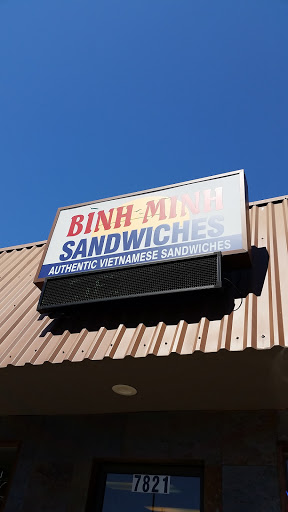 BINH MINH
SANDWICHES
AUTHENTIC VIETNAMESE SANDWICHES
7821